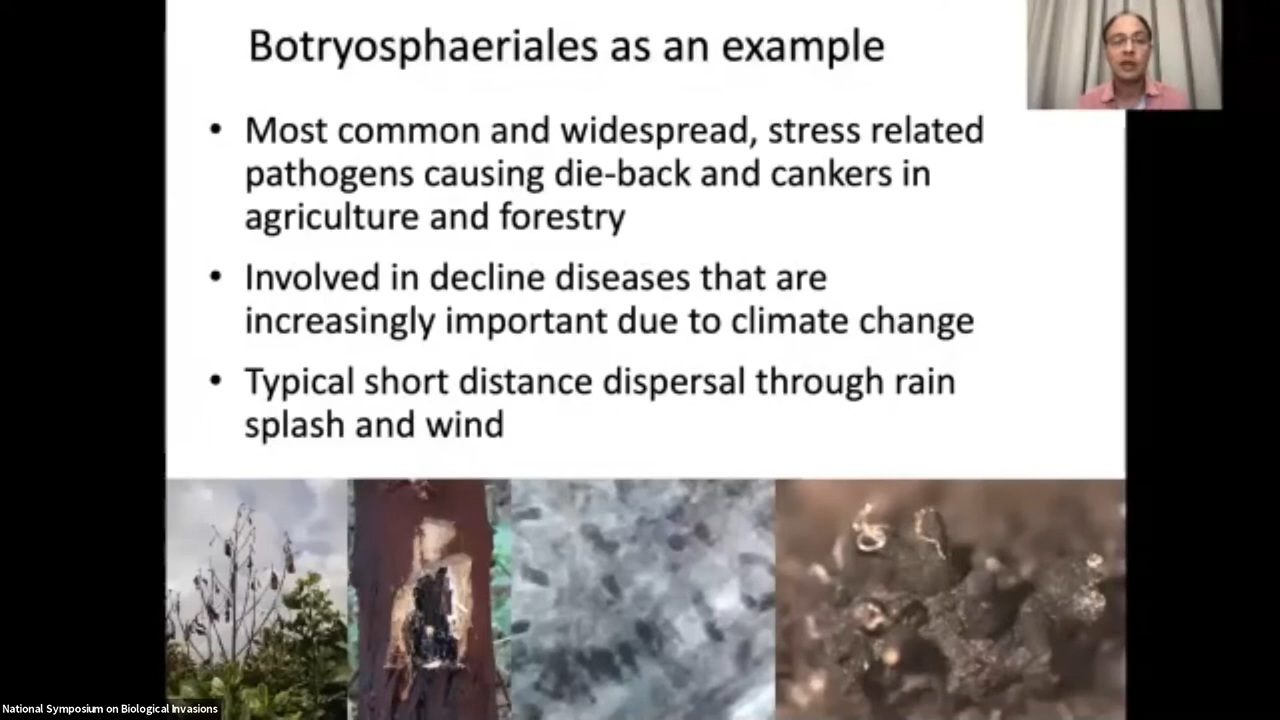 Botryosphaeriales as an example
• Most common and widespread, stress related
pathogens causing die-back and cankers in
agriculture and forestry
• Involved in decline diseases that are
increasingly important due to climate change
• Typical short distance dispersal through rain
splash and wind
National Symposium on Biological Invasions